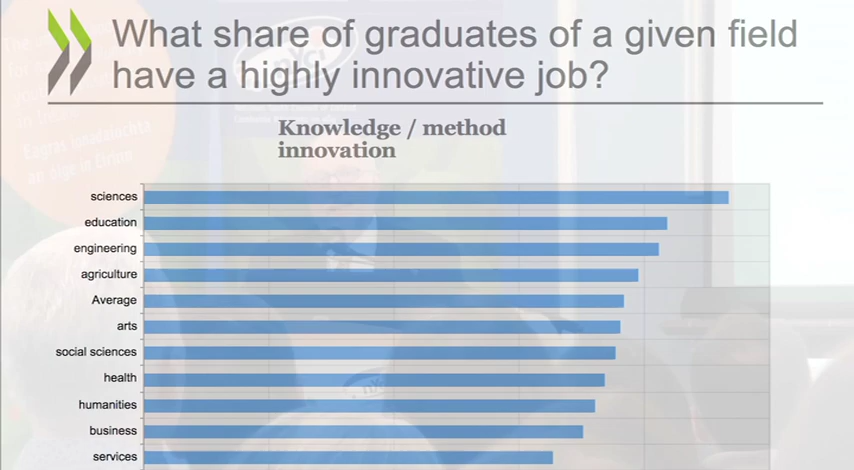 What share of graduates of a given field
have a highly innovative job?
Knowledge / method
innovation
sciences
education
engineering
agriculture
Average
arts
social sciences
health
humanities
business
services